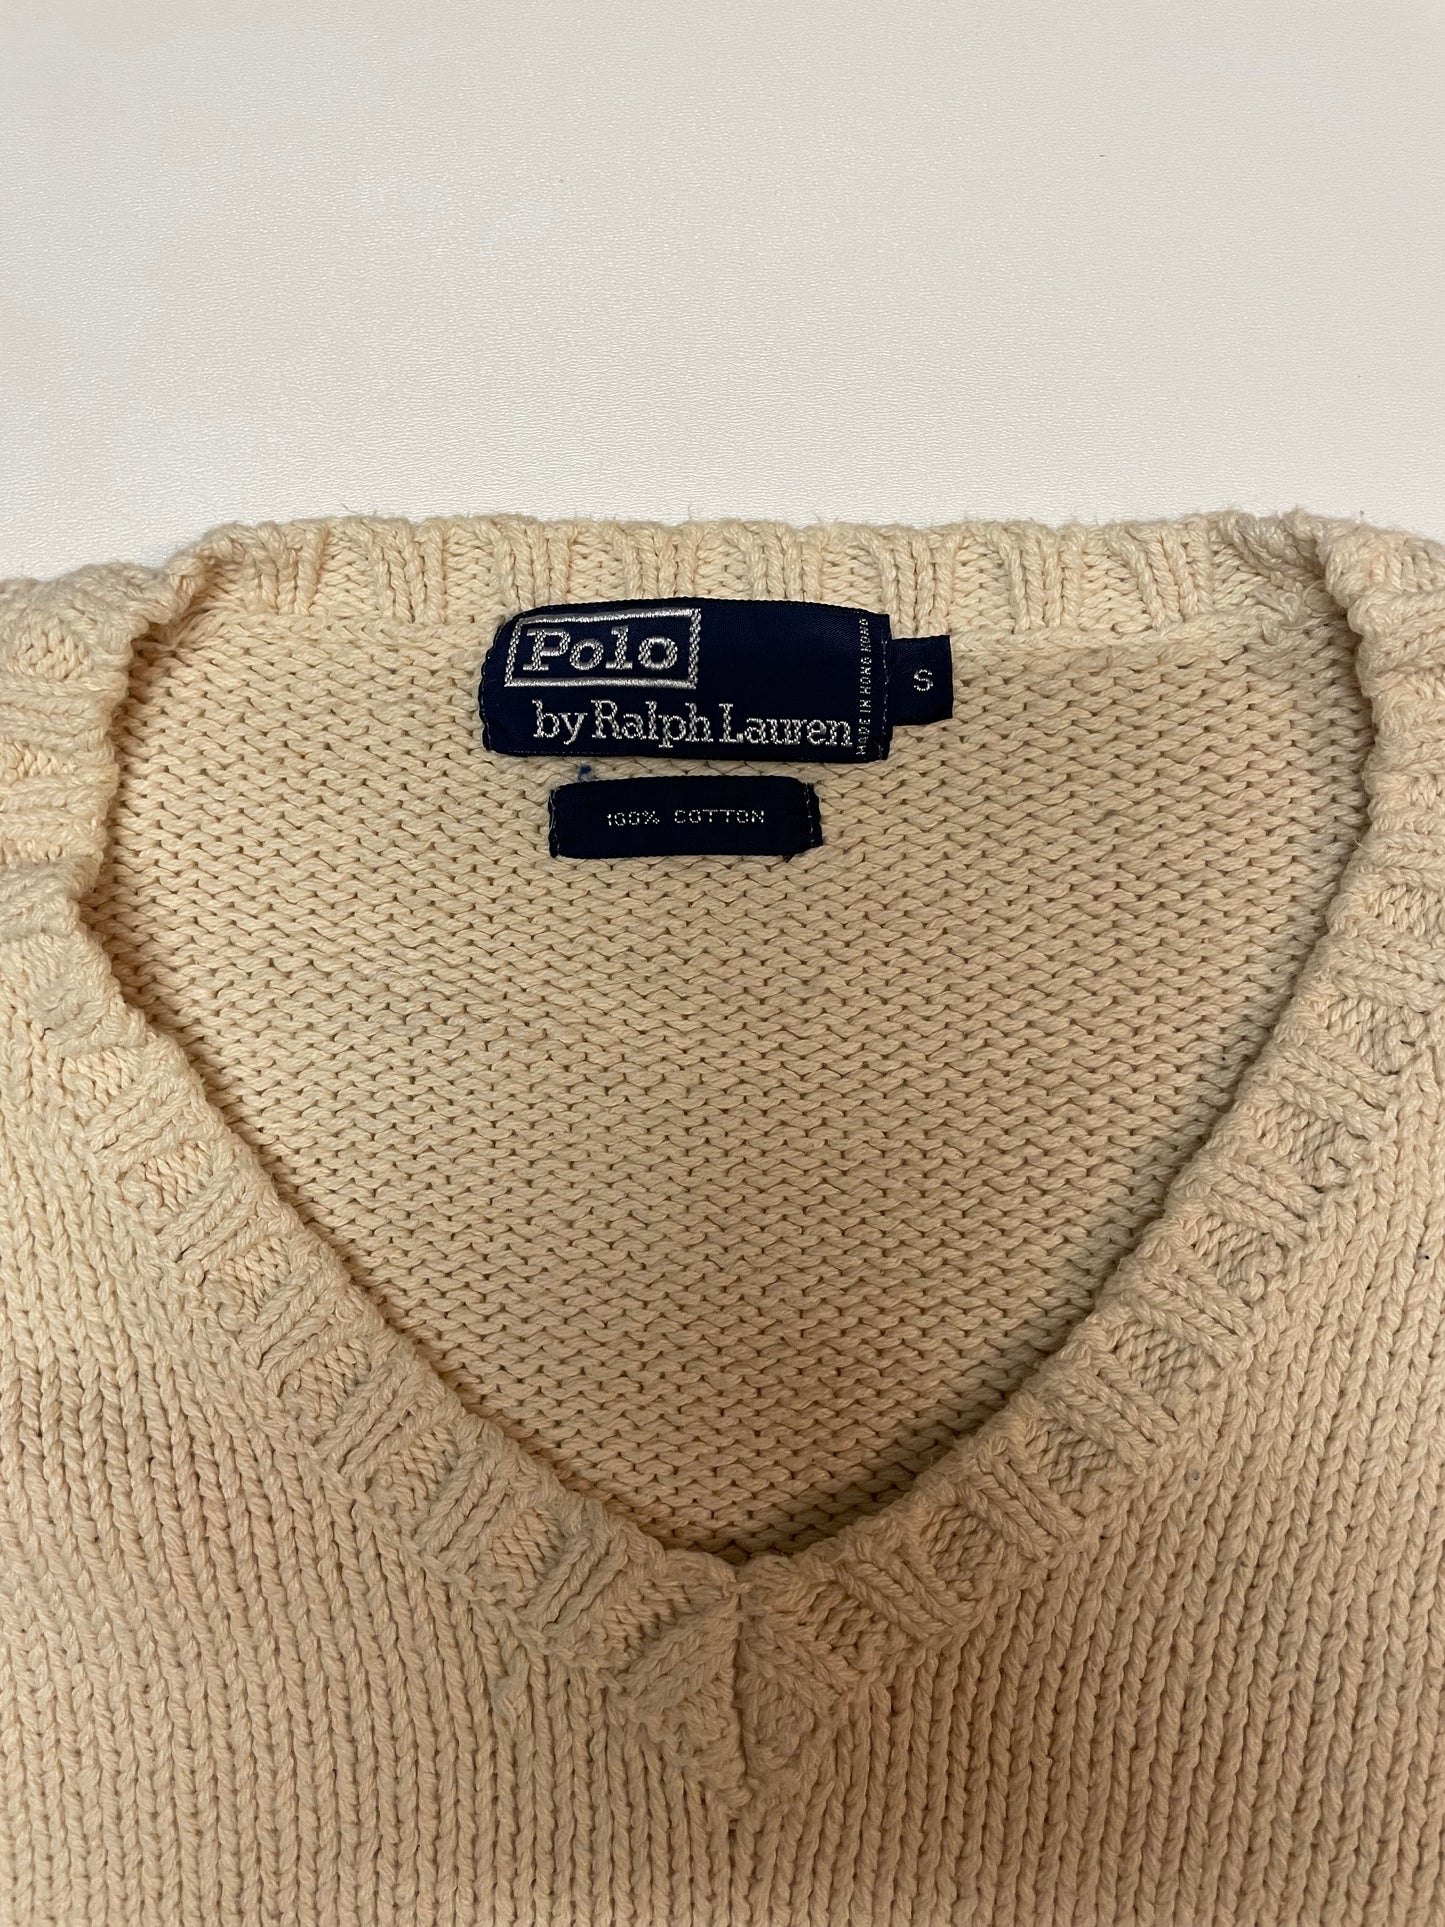 Polo
by Ralph Lauren
MADE IN HONG KONG
S
100% COTTON